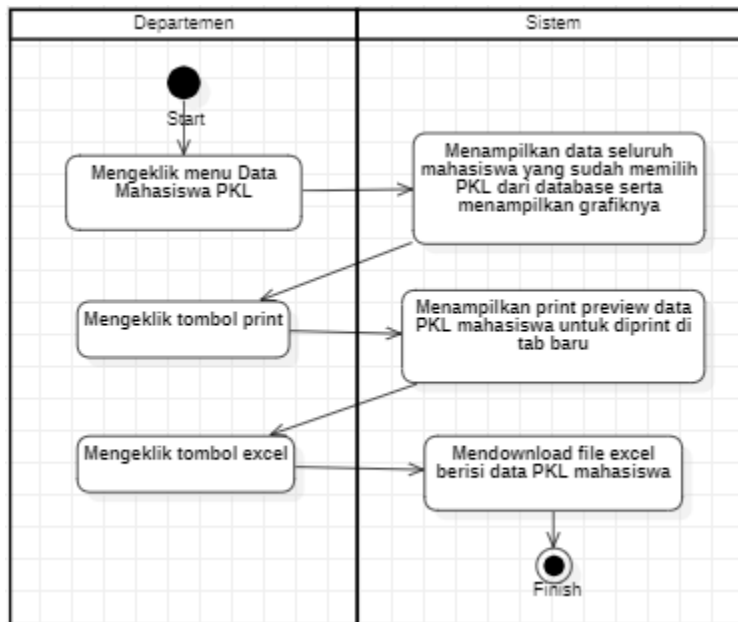 Departemen
Sistem
Start
Mengeklik menu Data
Mahasiswa PKL
Menampilkan data seluruh
mahasiswa yang sudah memilih
PKL dari database serta
menampilkan grafiknya
Mengeklik tombol print
Menampilkan print preview data
PKL mahasiswa untuk diprint di
tab baru
Mengeklik tombol excel
Mendownload file excel
berisi data PKL mahasiswa
Finish